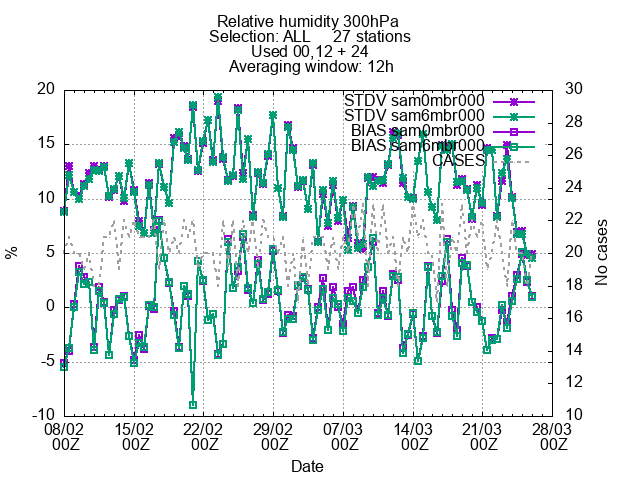 Relative humidity 300hPa
Selection: ALL 27 stations
Used 00,12 + 24
Averaging window: 12h
STDV sam0mbr000
STDV sam6mbr000
BIAS sam0mbr000
BIAS sam6mbr000
CASES
20
15
10
5
0
-5
-10
%
30
28
26
24
22
20
18
16
14
12
10
No cases
08/02 15/02 22/02 29/02 07/03 14/03 21/03 28/03
00Z 00Z 00Z 00Z 00Z 00Z 00Z 00Z
Date